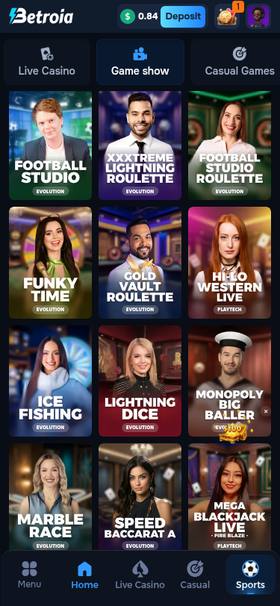 Betroia
$ 0.84 Deposit
1
Live Casino
Game show
Casual Games
FOOTBALL
STUDIO
EVOLUTION
XXXTREME
LIGHTNING
ROULETTE
EVOLUTION
FOOTBALL
STUDIO
ROULETTE
EVOLUTION
FUNKY
TIME
EVOLUTION
GOLD
VAULT
ROULETTE
EVOLUTION
HI-LO
WESTERN
LIVE
PLAYTECH
ICE
FISHING
EVOLUTION
LIGHTNING
DICE
EVOLUTION
MONOPOLY
BIG
BALLER
MARBLE
RACE
EVOLUTION
SPEED
BACCARAT A
EVOLUTION
MEGA
BLACKJACK
LIVE
• FIRE BLAZE •
PLAYTECH
Menu
Home
Live Casino
Casual
Sports